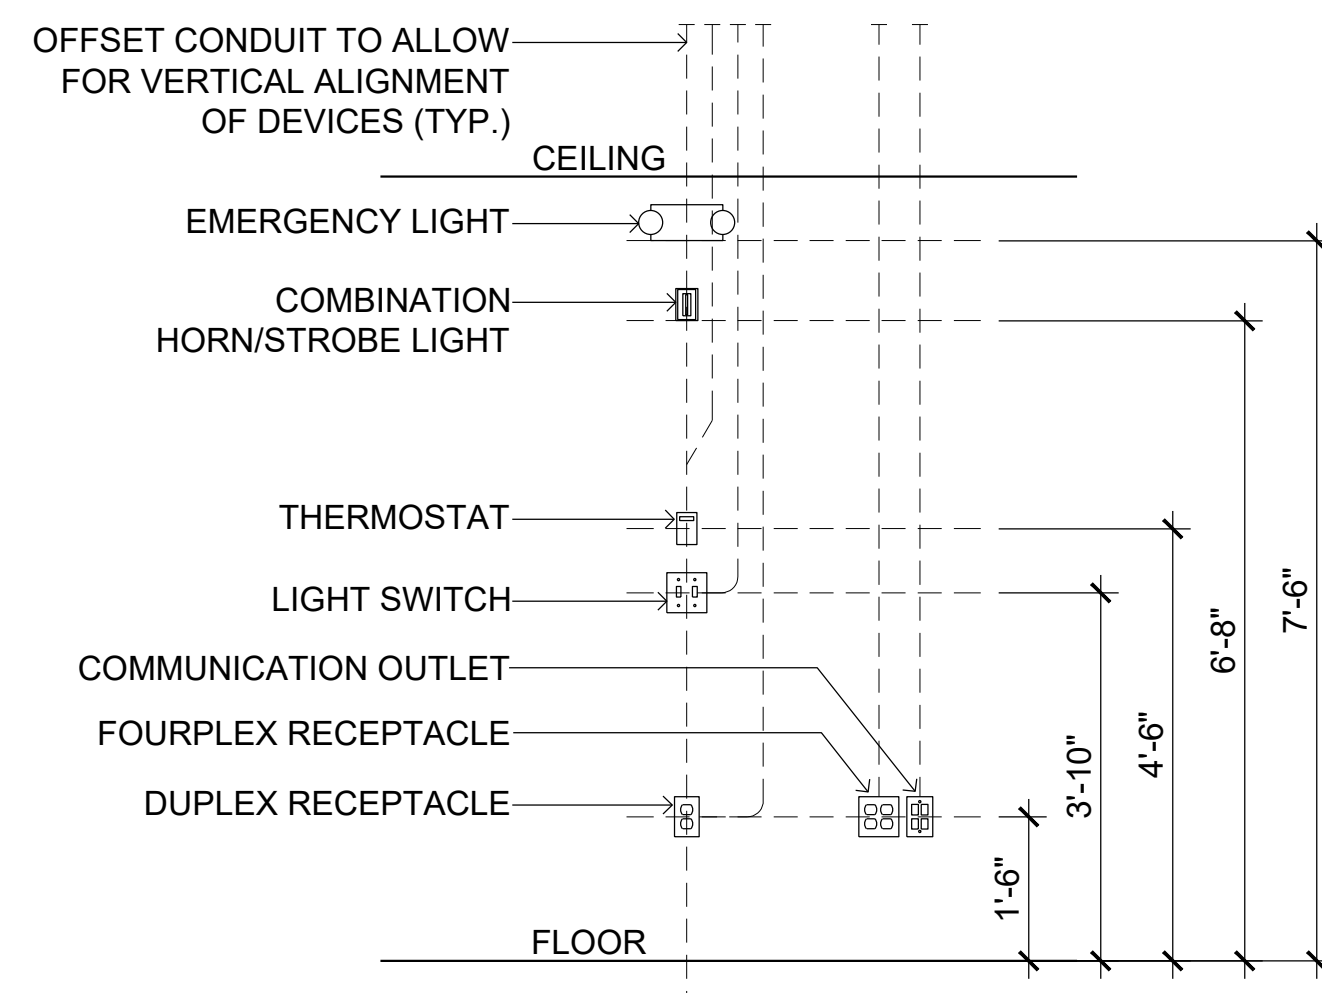 OFFSET CONDUIT TO ALLOW
FOR VERTICAL ALIGNMENT
OF DEVICES (TYP.)
CEILING
EMERGENCY LIGHT
COMBINATION
HORN/STROBE LIGHT
THERMOSTAT
LIGHT SWITCH
COMMUNICATION OUTLET
FOURPLEX RECEPTACLE
DUPLEX RECEPTACLE
FLOOR
1'-6"
3'-10"
4'-6"
6'-8"
7'-6"